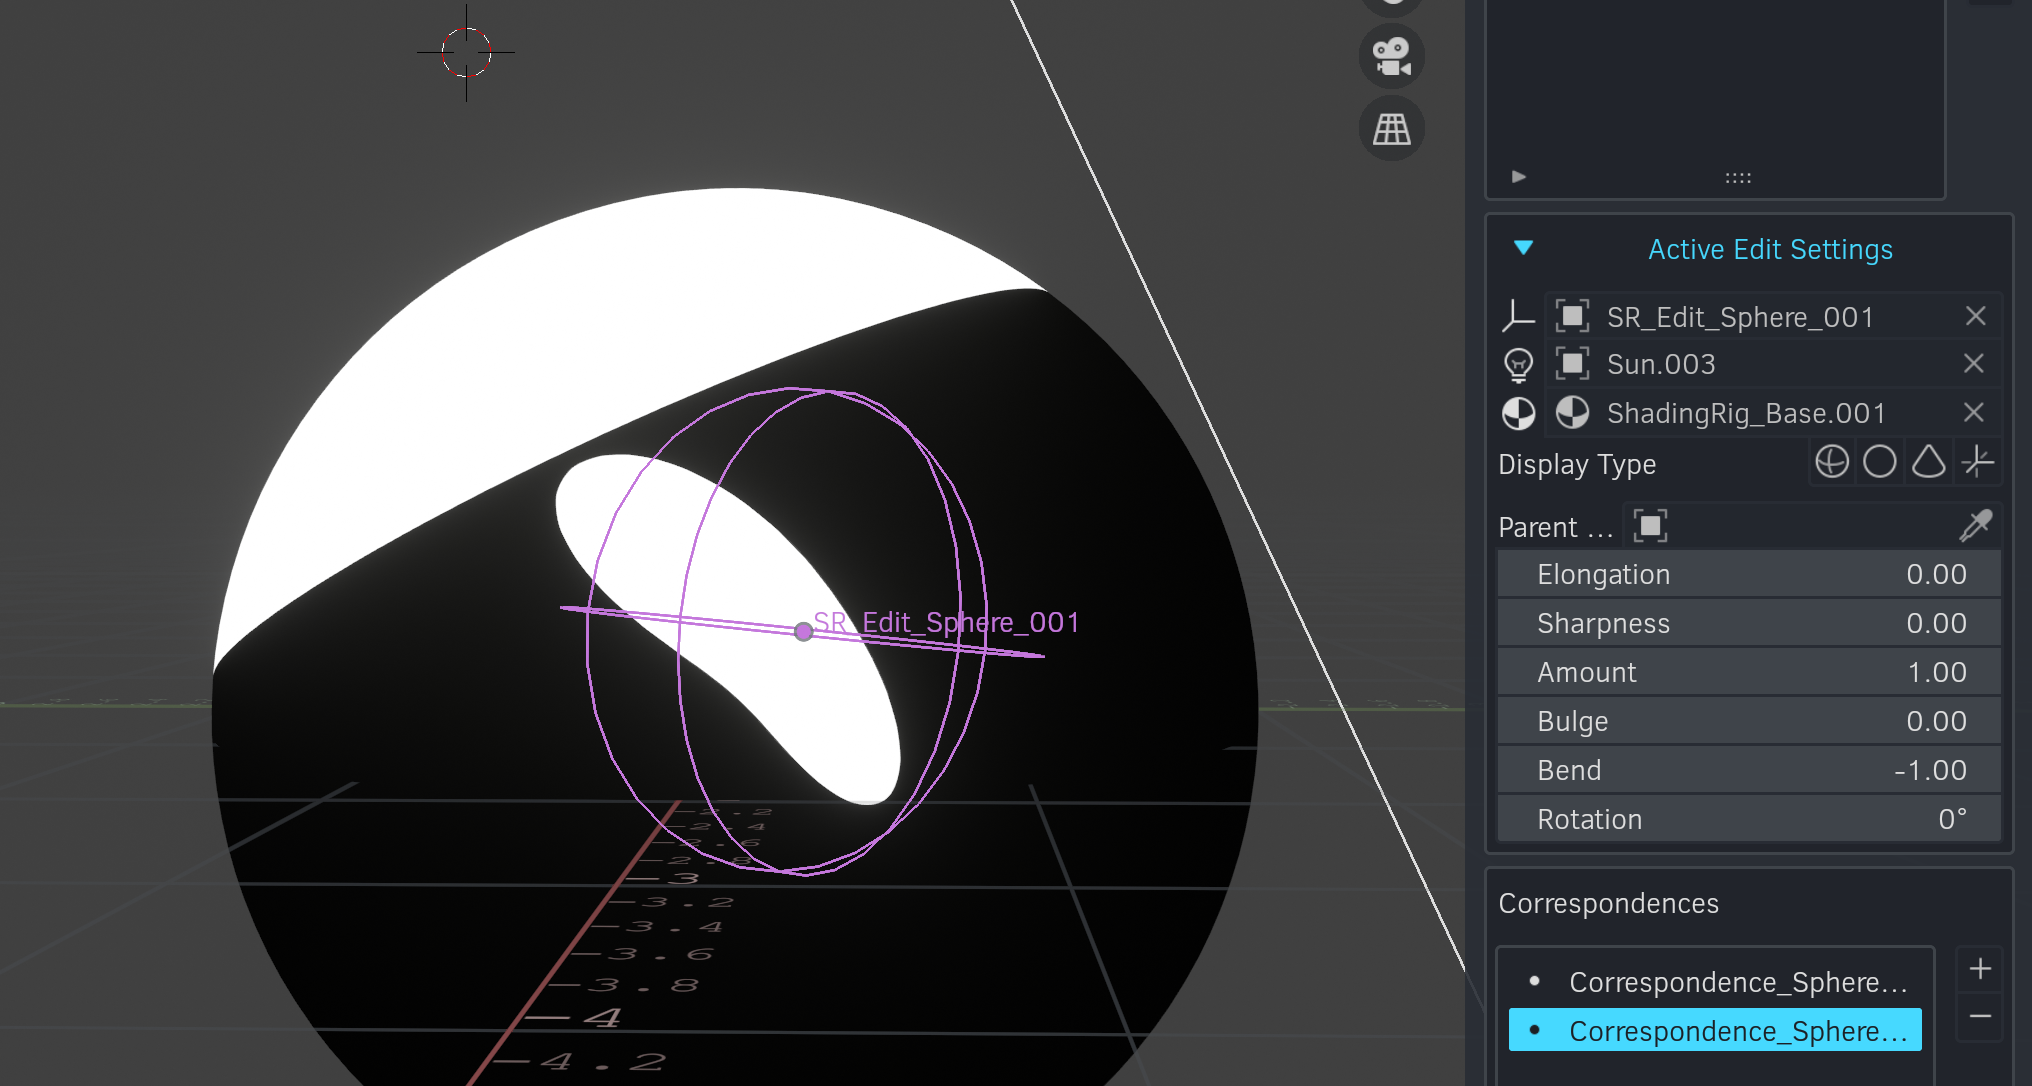 Active Edit Settings
SR_Edit_Sphere_001
Sun.003
ShadingRig_Base.001
Display Type
Parent ...
Elongation 0.00
Sharpness 0.00
Amount 1.00
Bulge 0.00
Bend -1.00
Rotation 0°
Correspondences
Correspondence_Sphere...
Correspondence_Sphere...
SR_Edit_Sphere_001
-2.2
-2.4
-2.6
-2.8
-3
-3.2
-3.4
-3.6
-3.8
-4
-4.2